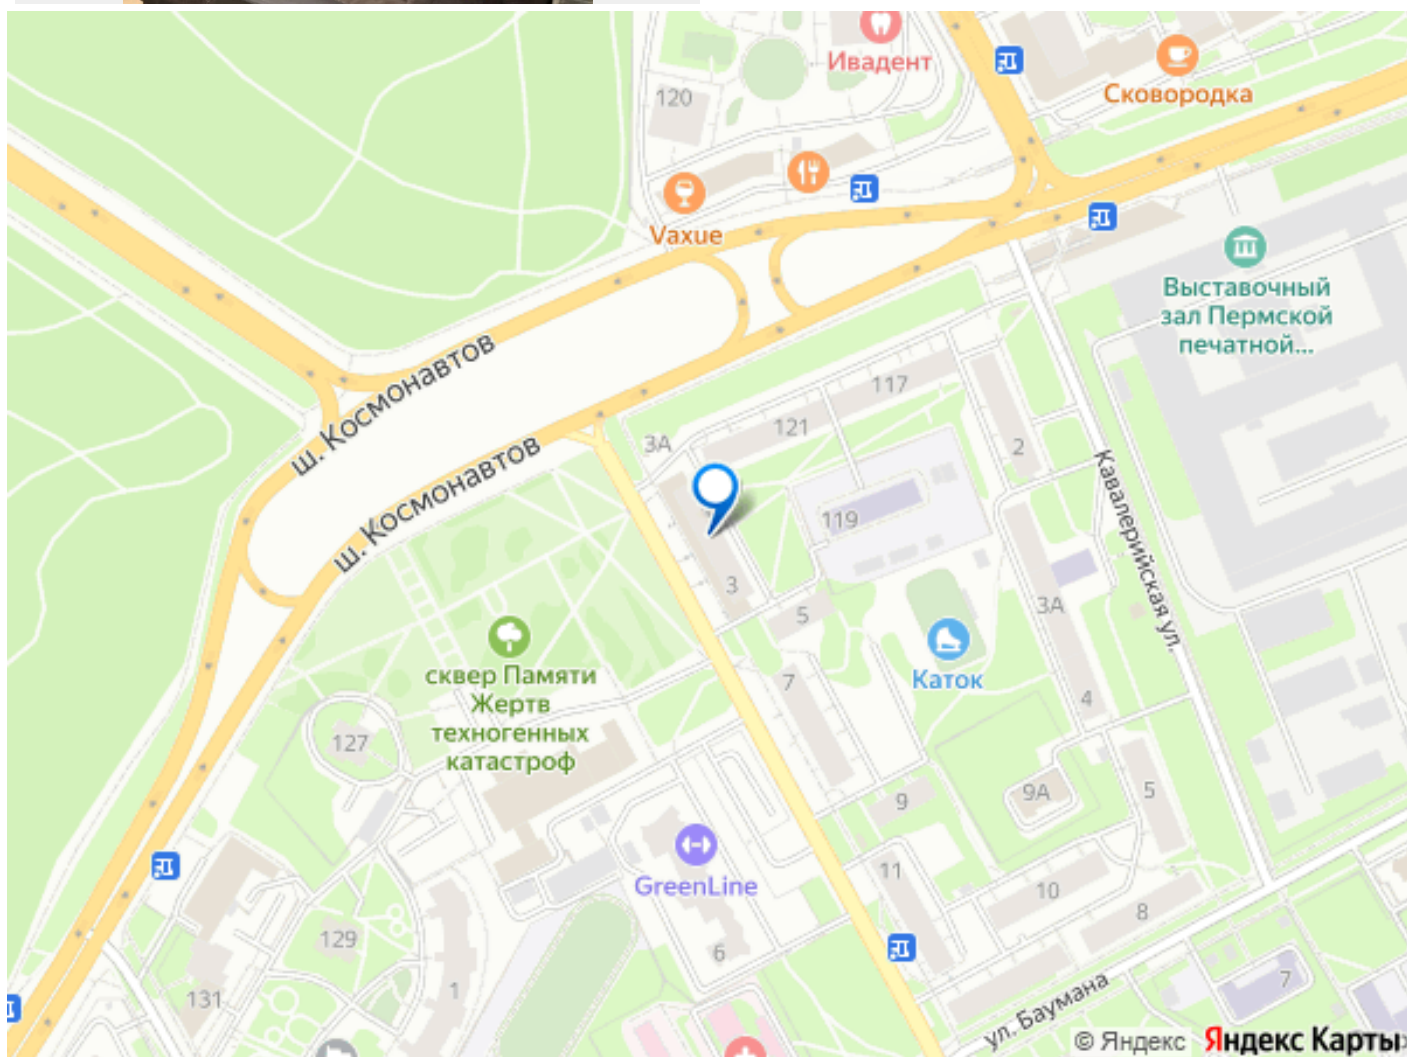 Ивадент
120
Сковородка
Vaxue
Выставочный
зал Пермской
печатной...
ш. Космонавтов
ш. Космонавтов
117
121
3А
2
119
Кавалерийская ул.
3
3А
5
Каток
7
4
сквер Памяти
Жертв
техногенных
катастроф
127
9
9А
5
GreenLine
11
10
8
129
6
1
131
7
ул. Баумана
© Яндекс Яндекс Карты